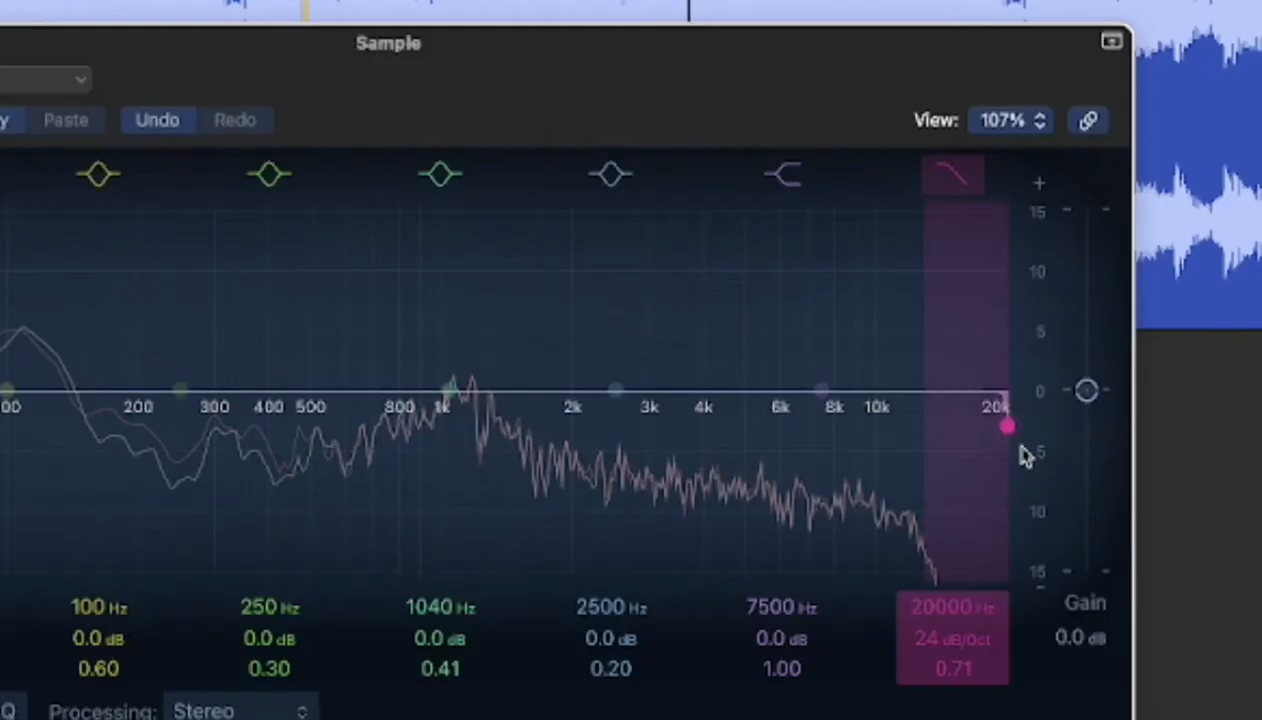 Sample
y Paste Undo Redo View: 107%
+
15
10
5
0
00 200 300 400 500 800 1k 2k 3k 4k 6k 8k 10k 20k
5
10
15
-
100 Hz 250 Hz 1040 Hz 2500 Hz 7500 Hz 20000 Hz Gain
0.0 dB 0.0 dB 0.0 dB 0.0 dB 0.0 dB 24 dB/Oct 0.0 dB
0.60 0.30 0.41 0.20 1.00 0.71
Q Processing: Stereo